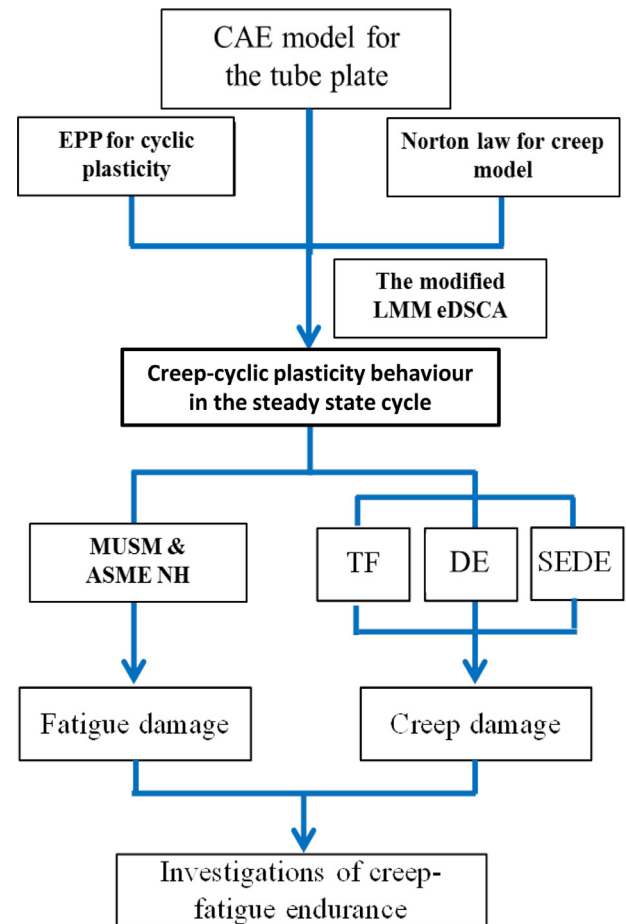 CAE model for
the tube plate
EPP for cyclic
plasticity
Norton law for creep
model
The modified
LMM eDSCA
Creep-cyclic plasticity behaviour
in the steady state cycle
MUSM &
ASME NH
TF
DE
SEDE
Fatigue damage
Creep damage
Investigations of creep-
fatigue endurance